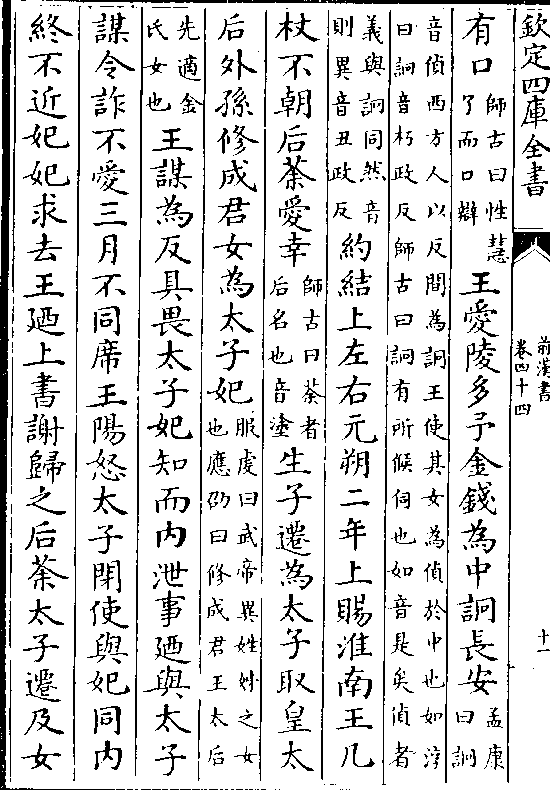 欽定四庫全書
前漢書
卷四十四
十一
有口師古曰性慧了而口辯王愛陵多予金錢為中詗長安孟康曰詗
音偵西方人以反間為詗王使其女為偵於中也如淳
曰詗音朽政反師古曰詗有所候伺也如音是矣偵者
義與詗同然音則異音丑政反約結上左右元朔二年上賜淮南王几
杖不朝后荼愛幸師古曰荼者后名也音塗生子遷為太子取皇太
后外孫修成君女為太子妃服虔曰武帝異姓姊之女也應劭曰修成君王太后
先適金氏女也王謀為反具畏太子妃知而内泄事廼與太子
謀令詐不愛三月不同席王陽怒太子閉使與妃同内
終不近妃妃求去王廼上書謝歸之后荼太子遷及女